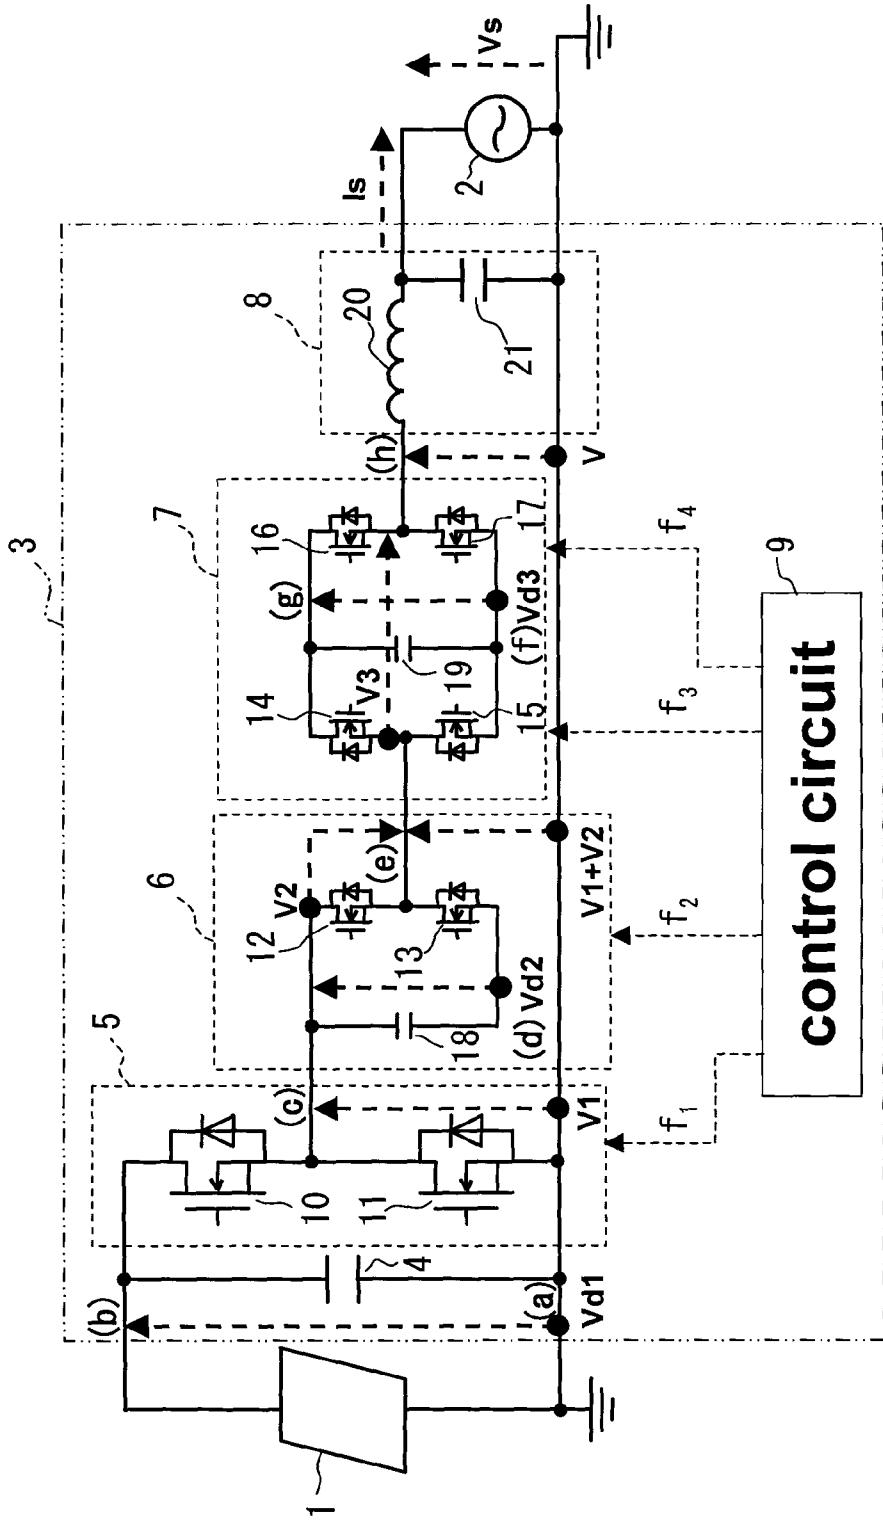 3
5
6
7
8
(b)
10
11
4
(a)
Vd1
1
(c)
V1
V2
12
13
18
(d) Vd2
(e)
V1+V2
14
V3
15
19
(g)
(f) Vd3
16
17
(h)
V
20
21
Is
2
Vs
f1
f2
f3
f4
9
control circuit